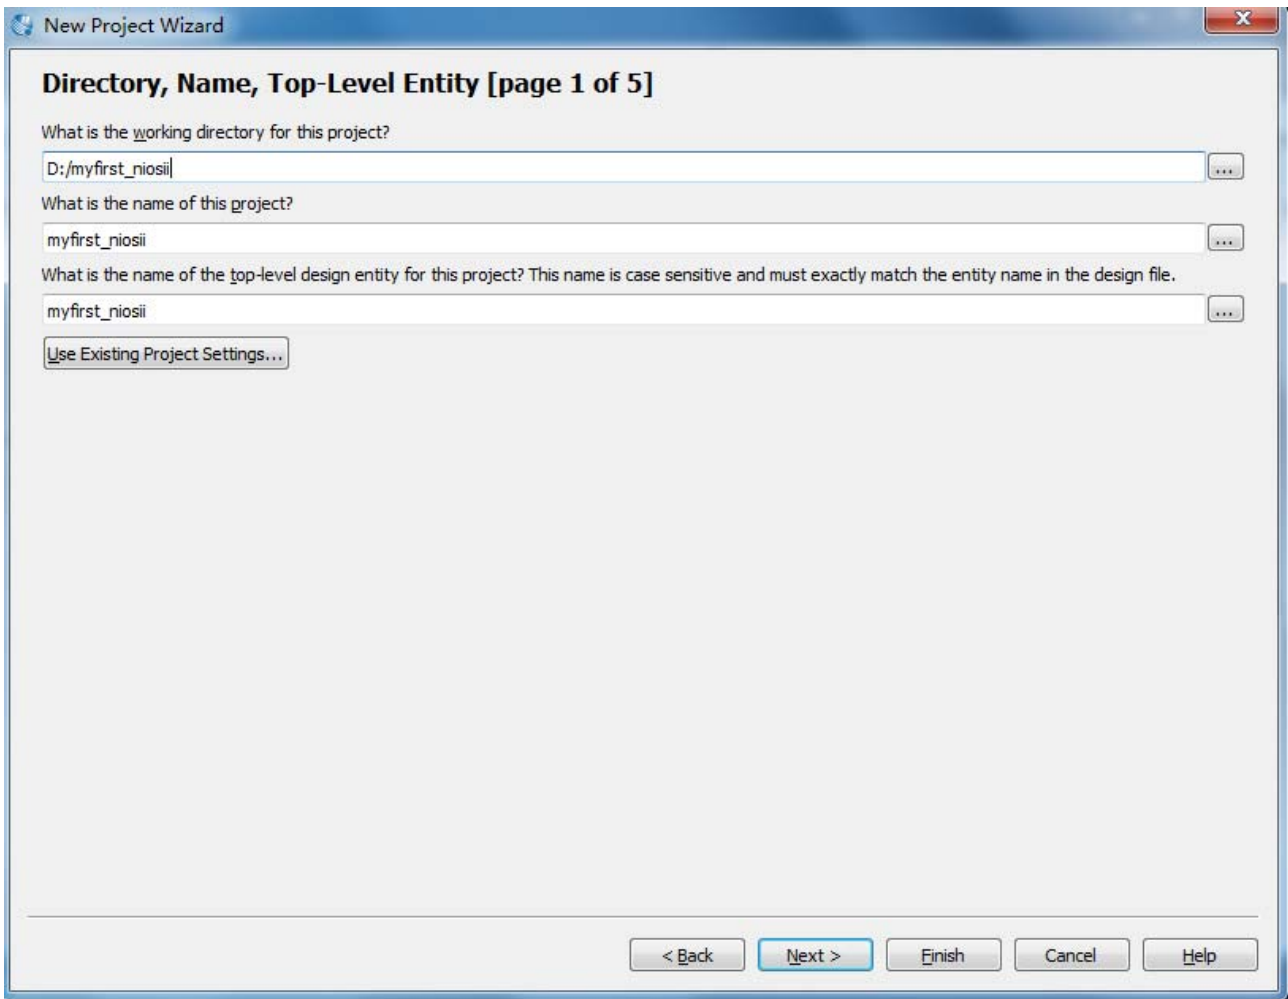 New Project Wizard
Directory, Name, Top-Level Entity [page 1 of 5]
What is the working directory for this project?
D:/myfirst_niosii
...
What is the name of this project?
myfirst_niosii
...
What is the name of the top-level design entity for this project? This name is case sensitive and must exactly match the entity name in the design file.
myfirst_niosii
...
Use Existing Project Settings...
< Back
Next >
Finish
Cancel
Help